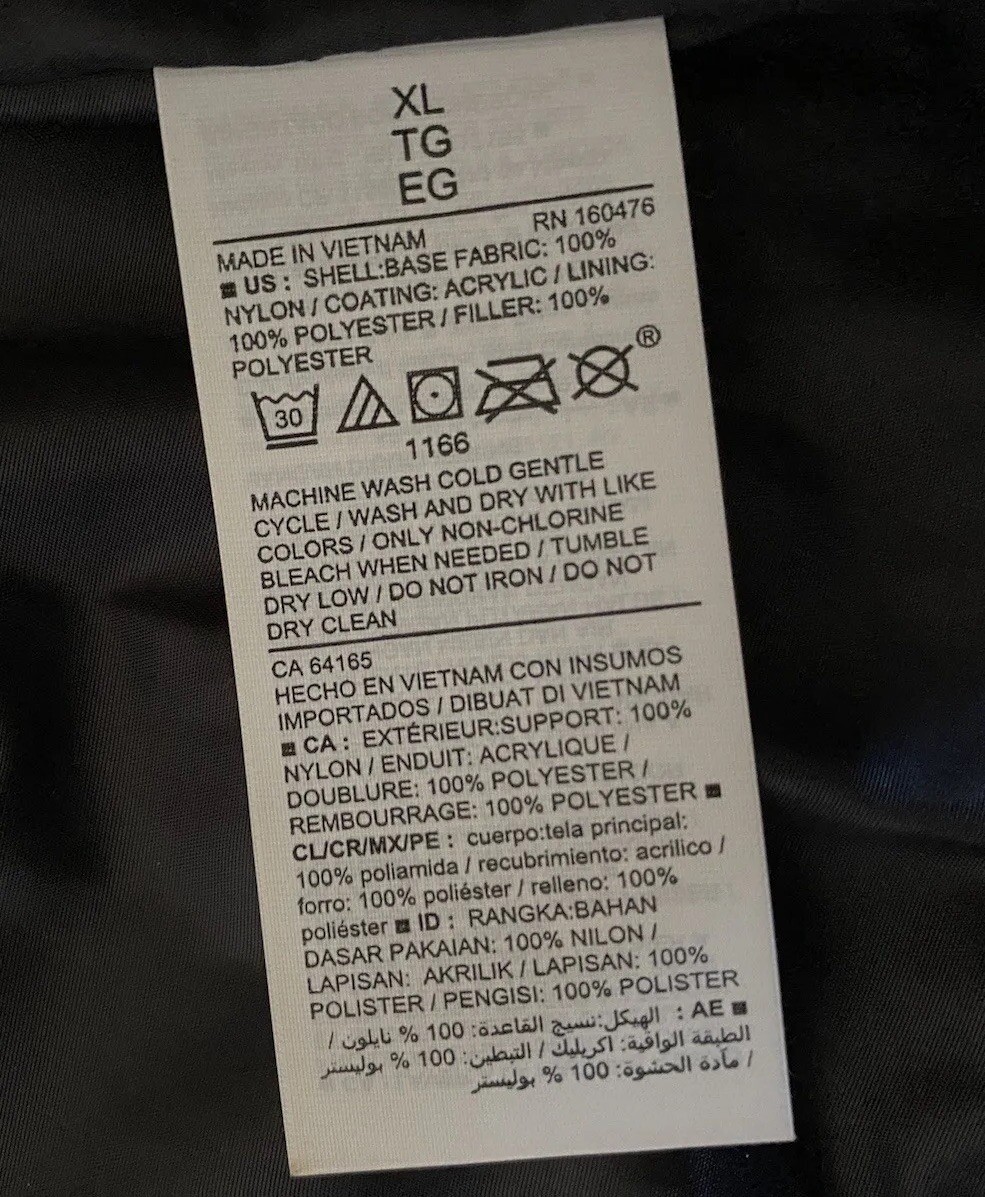 XL
TG
EG
RN 160476
MADE IN VIETNAM
US : SHELL:BASE FABRIC: 100%
NYLON / COATING: ACRYLIC / LINING:
100% POLYESTER / FILLER: 100%
POLYESTER
30
®
1166
MACHINE WASH COLD GENTLE
CYCLE / WASH AND DRY WITH LIKE
COLORS / ONLY NON-CHLORINE
BLEACH WHEN NEEDED / TUMBLE
DRY LOW / DO NOT IRON / DO NOT
DRY CLEAN
CA 64165
HECHO EN VIETNAM CON INSUMOS
IMPORTADOS / DIBUAT DI VIETNAM
CA : EXTÉRIEUR:SUPPORT: 100%
NYLON / ENDUIT: ACRYLIQUE /
DOUBLURE: 100% POLYESTER /
REMBOURRAGE: 100% POLYESTER
CL/CR/MX/PE : cuerpo:tela principal:
100% poliamida / recubrimiento: acrilico /
forro: 100% poliéster / relleno: 100%
poliéster ID : RANGKA:BAHAN
DASAR PAKAIAN: 100% NILON /
LAPISAN: AKRILIK / LAPISAN: 100%
POLISTER / PENGISI: 100% POLISTER
AE : الهيكل:نسيج القاعدة: 100 % نايلون /
الطبقة الواقية: اكريليك / التبطين: 100 % بوليستر
/ مادة الحشوة: 100 % بوليستر